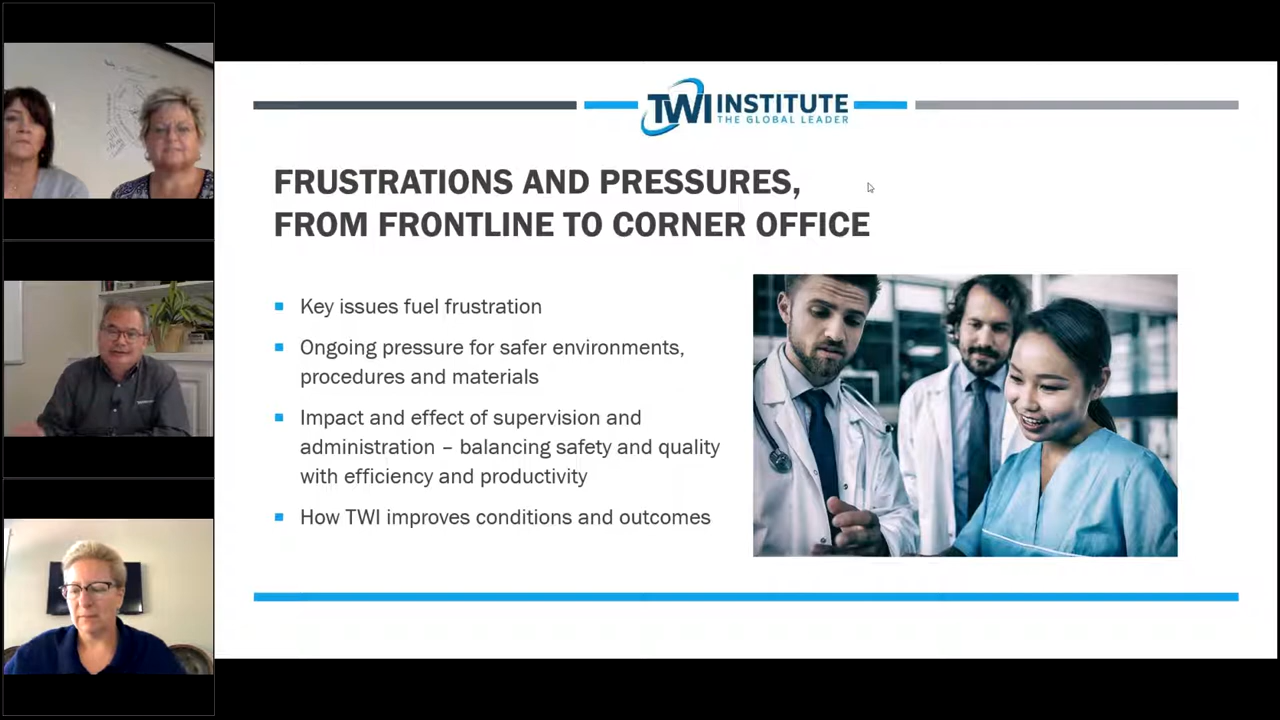 TWI INSTITUTE
THE GLOBAL LEADER
FRUSTRATIONS AND PRESSURES,
FROM FRONTLINE TO CORNER OFFICE
Key issues fuel frustration
Ongoing pressure for safer environments,
procedures and materials
Impact and effect of supervision and
administration – balancing safety and quality
with efficiency and productivity
How TWI improves conditions and outcomes